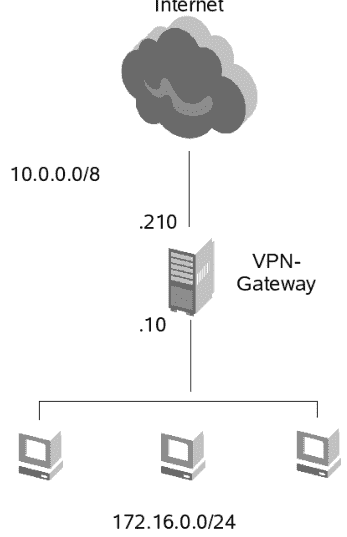 Internet
10.0.0.0/8
.210
VPN-
Gateway
.10
172.16.0.0/24